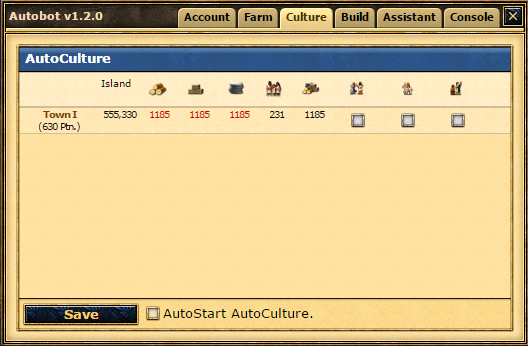 Autobot v1.2.0 Account Farm Culture Build Assistant Console
AutoCulture
Island
Town I 555,330 1185 1185 1185 231 1185
(630 Ptn.)
Save AutoStart AutoCulture.